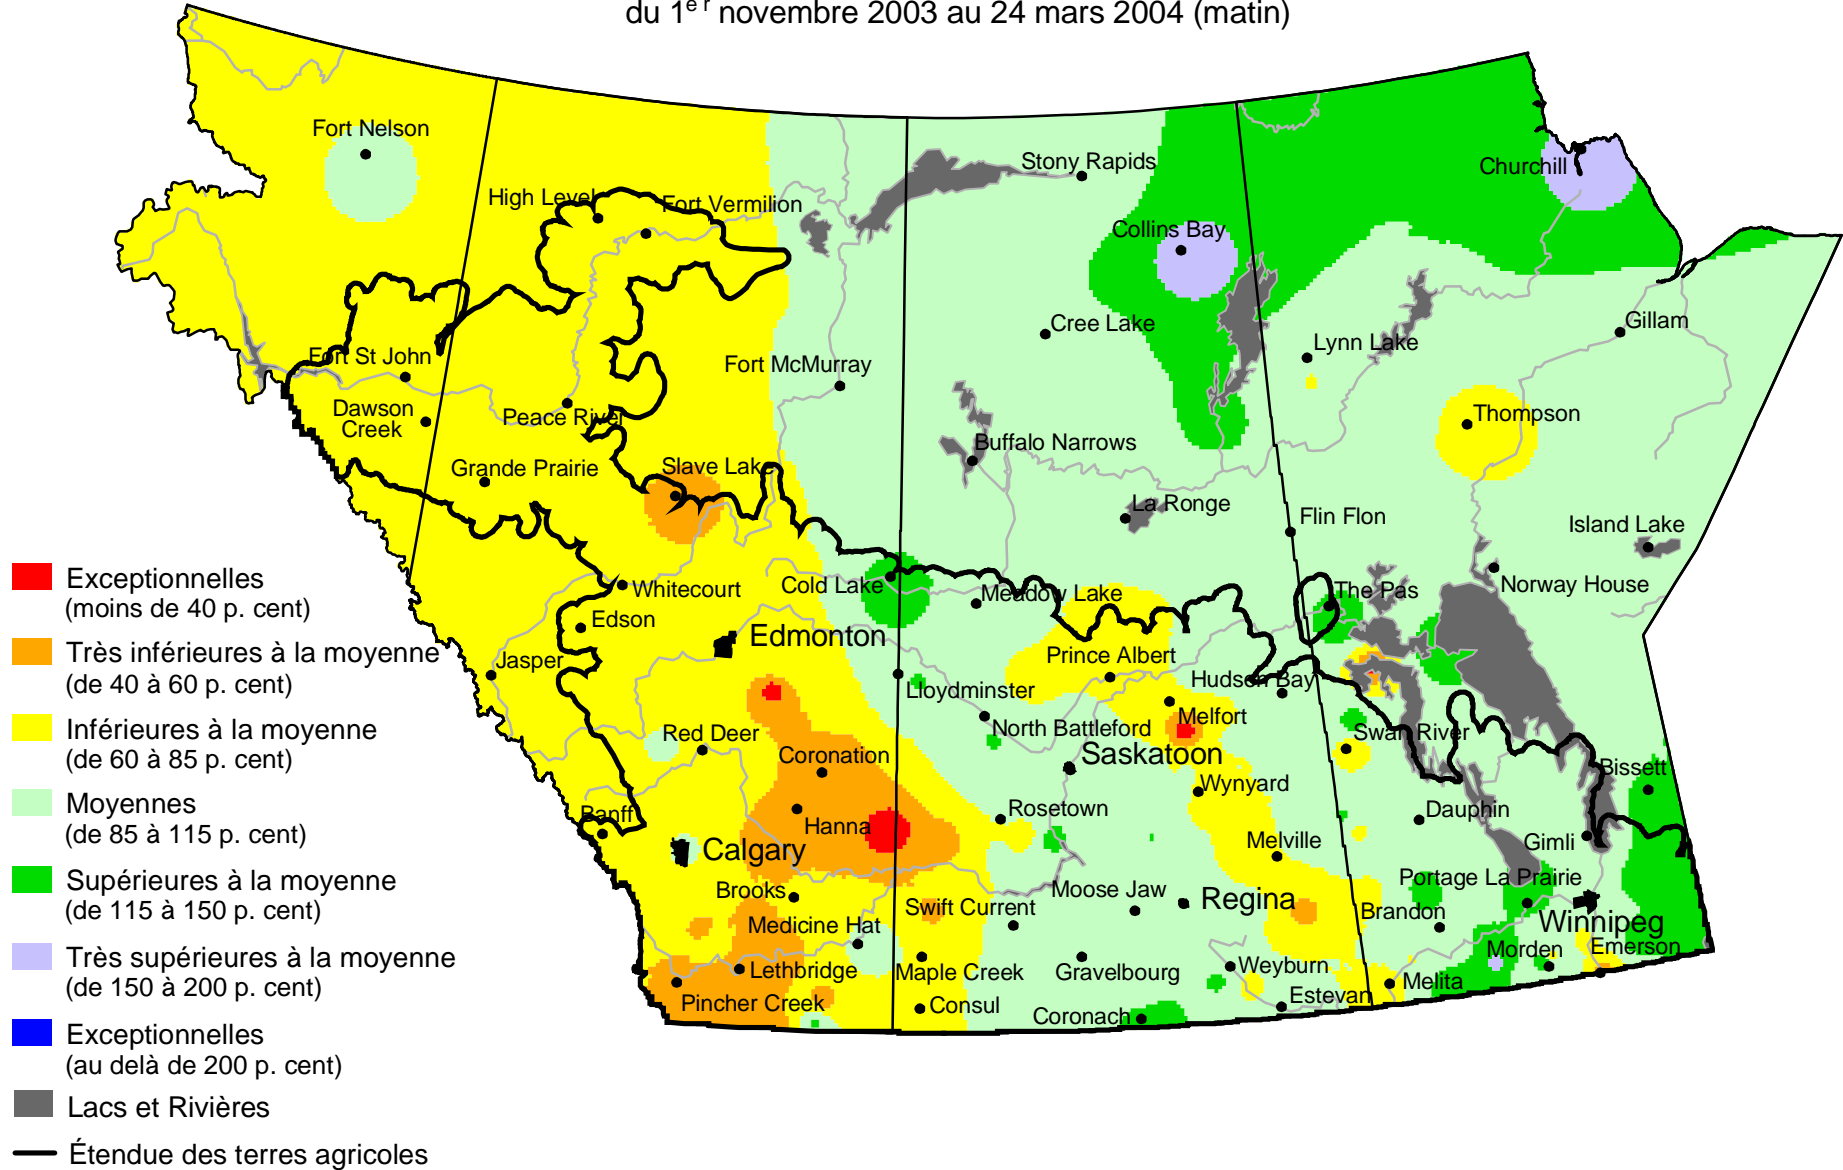 du 1er novembre 2003 au 24 mars 2004 (matin)
Fort Nelson
Stony Rapids
Churchill
High Level
Fort Vermilion
Collins Bay
Cree Lake
Gillam
Lynn Lake
Fort St John
Fort McMurray
Dawson
Creek
Peace River
Thompson
Buffalo Narrows
Grande Prairie
Slave Lake
La Ronge
Flin Flon
Island Lake
Whitecourt
Cold Lake
Meadow Lake
The Pas
Norway House
Edson
Edmonton
Jasper
Prince Albert
Lloydminster
Hudson Bay
Melfort
North Battleford
Red Deer
Coronation
Saskatoon
Swan River
Bissett
Wynyard
Banff
Hanna
Rosetown
Dauphin
Calgary
Melville
Gimli
Brooks
Moose Jaw
Regina
Portage La Prairie
Swift Current
Brandon
Winnipeg
Medicine Hat
Morden
Emerson
Lethbridge
Maple Creek
Gravelbourg
Weyburn
Melita
Pincher Creek
Consul
Coronach
Estevan
Exceptionnelles
(moins de 40 p. cent)
Très inférieures à la moyenne
(de 40 à 60 p. cent)
Inférieures à la moyenne
(de 60 à 85 p. cent)
Moyennes
(de 85 à 115 p. cent)
Supérieures à la moyenne
(de 115 à 150 p. cent)
Très supérieures à la moyenne
(de 150 à 200 p. cent)
Exceptionnelles
(au delà de 200 p. cent)
Lacs et Rivières
Étendue des terres agricoles